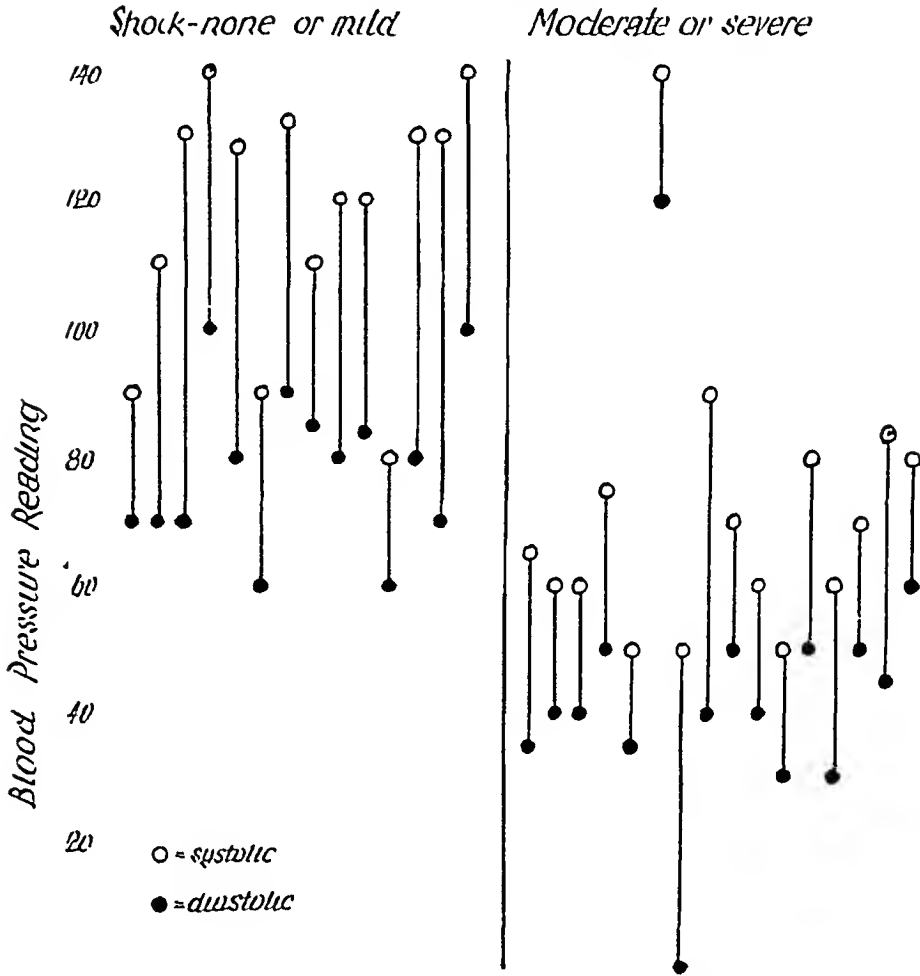 Shock-none or mild
Moderate or severe
140
120
100
80
60
40
20
Blood Pressure Reading
○ = systolic
● = diastolic